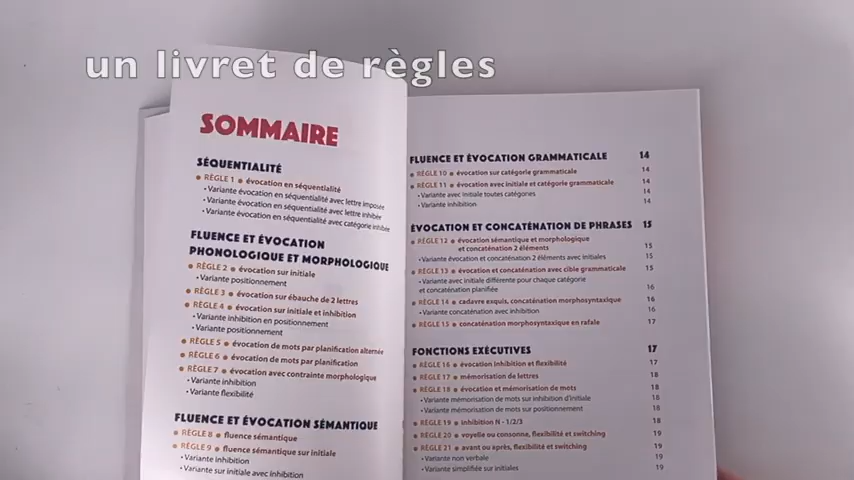 un livret de règles
SOMMAIRE
SÉQUENTIALITÉ
RÈGLE 1 • évocation en séquentialité
• Variante évocation en séquentialité avec lettre imposée
• Variante évocation en séquentialité avec lettre inhibée
• Variante évocation en séquentialité avec catégorie inhibée
FLUENCE ET ÉVOCATION
PHONOLOGIQUE ET MORPHOLOGIQUE
• RÈGLE 2 • évocation sur initiale
• Variante positionnement
• RÈGLE 3 • évocation sur ébauche de 2 lettres
• RÈGLE 4 • évocation sur initiale et inhibition
• Variante inhibition en positionnement
• Variante positionnement
• RÈGLE 5 • évocation de mots par planification alternée
• RÈGLE 6 • évocation de mots par planification
• RÈGLE 7 • évocation avec contrainte morphologique
• Variante inhibition
• Variante flexibilité
FLUENCE ET ÉVOCATION SÉMANTIQUE
• RÈGLE 8 • fluence sémantique
• RÈGLE 9 • fluence sémantique sur initiale
• Variante inhibition
• Variante sur initiale avec inhibition
FLUENCE ET ÉVOCATION GRAMMATICALE 14
• RÈGLE 10 • évocation sur catégorie grammaticale 14
• RÈGLE 11 • évocation avec initiale et catégorie grammaticale 14
• Variante avec initiale toutes catégories 14
• Variante inhibition 14
ÉVOCATION ET CONCATÉNATION DE PHRASES 15
• RÈGLE 12 • évocation sémantique et morphologique
et concaténation 2 éléments 15
• Variante évocation et concaténation 2 éléments avec initiales 15
• RÈGLE 13 • évocation et concaténation avec cible grammaticale 15
• Variante avec initiale différente pour chaque catégorie
et concaténation planifiée 16
• RÈGLE 14 • cadavre exquis, concaténation morphosyntaxique 16
• Variante concaténation avec inhibition 16
• RÈGLE 15 • concaténation morphosyntaxique en rafale 17
FONCTIONS EXÉCUTIVES 17
• RÈGLE 16 • évocation inhibition et flexibilité 17
• RÈGLE 17 • mémorisation de lettres 18
• RÈGLE 18 • évocation et mémorisation de mots 18
• Variante mémorisation de mots sur inhibition d'initiale 18
• Variante mémorisation de mots sur positionnement 18
• RÈGLE 19 • inhibition N - 1/2/3 18
• RÈGLE 20 • voyelle ou consonne, flexibilité et switching 19
• RÈGLE 21 • avant ou après, flexibilité et switching 19
• Variante non verbale 19
• Variante simplifiée sur initiales 19